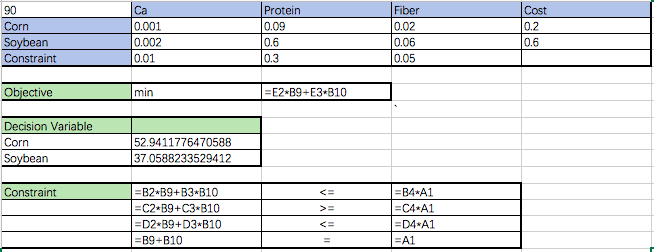 90 Ca Protein Fiber Cost
Corn 0.001 0.09 0.02 0.2
Soybean 0.002 0.6 0.06 0.6
Constraint 0.01 0.3 0.05
Objective min =E2*B9+E3*B10
`
Decision Variable
Corn 52.9411776470588
Soybean 37.0588233529412
Constraint =B2*B9+B3*B10 <= =B4*A1
=C2*B9+C3*B10 >= =C4*A1
=D2*B9+D3*B10 <= =D4*A1
=B9+B10 = =A1